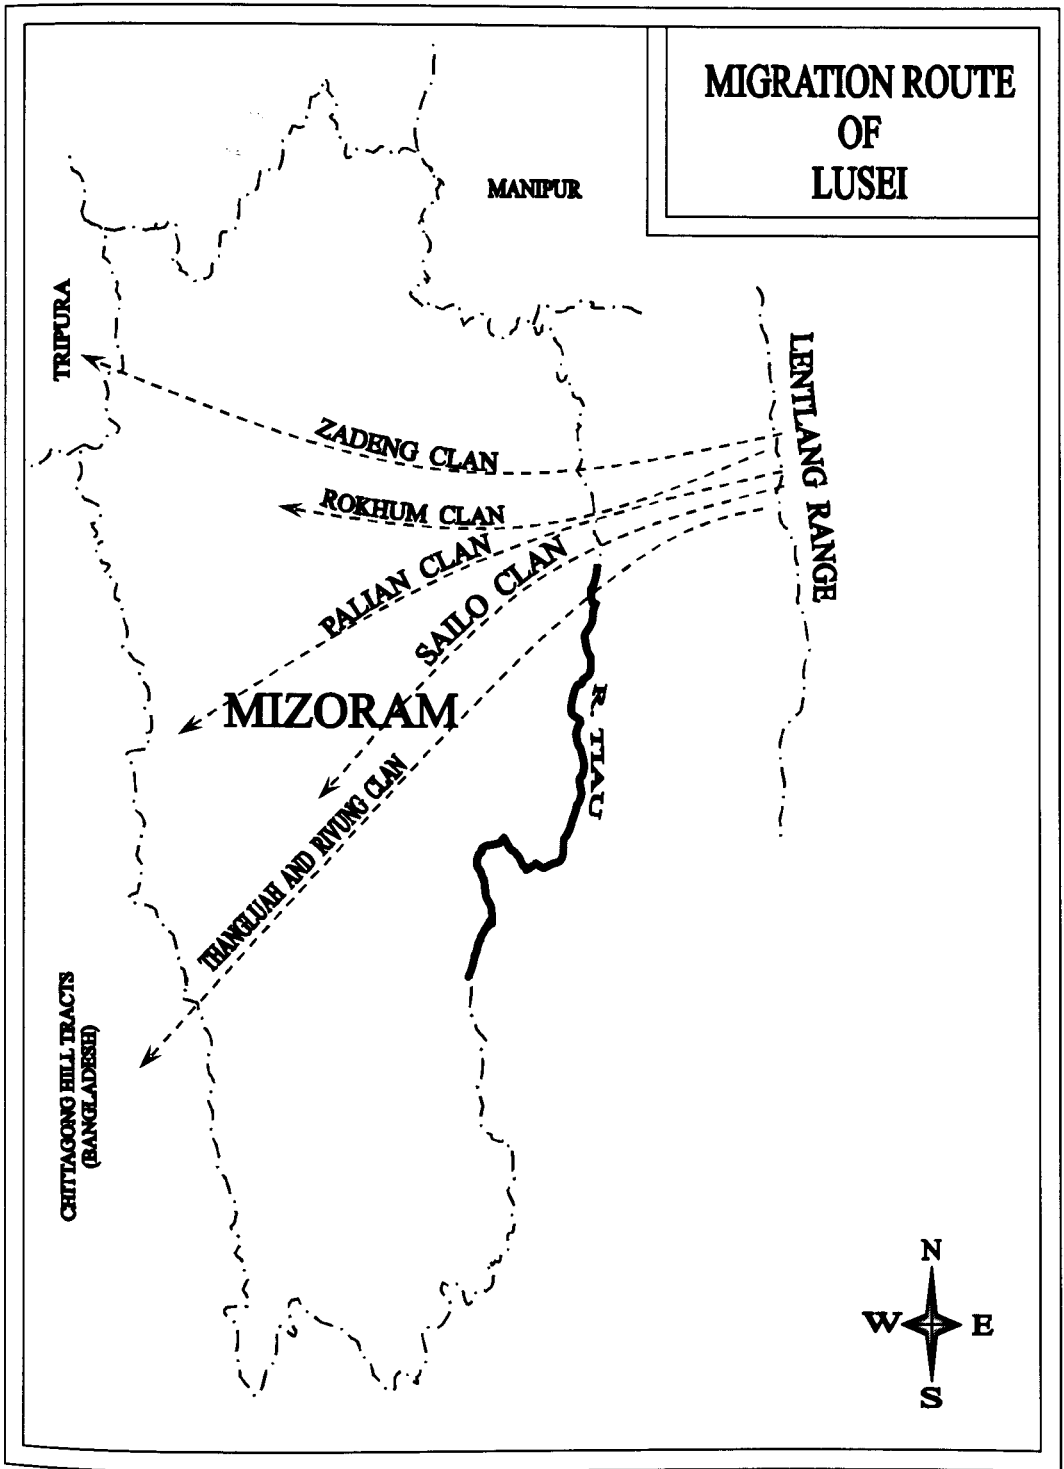 MIGRATION ROUTE
OF
LUSEI
MANIPUR
TRIPURA
LENTLANG RANGE
ZADENG CLAN
ROKHUM CLAN
PALIAN CLAN
SAILO CLAN
MIZORAM
R. TIAU
THANGLUAH AND RIVUNG CLAN
CHITTAGONG HILL TRACTS
(BANGLADESH)
N
W E
S